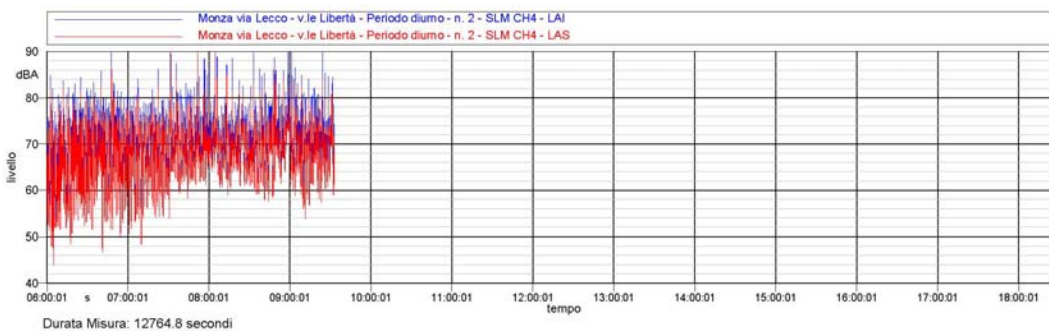 Monza via Lecco - v.le Libertà - Periodo diurno - n. 2 - SLM CH4 - LAI
Monza via Lecco - v.le Libertà - Periodo diurno - n. 2 - SLM CH4 - LAS
90
dBA
80
70
livello
60
50
40
06:00:01 s 07:00:01 08:00:01 09:00:01 10:00:01 11:00:01 12:00:01 13:00:01 14:00:01 15:00:01 16:00:01 17:00:01 18:00:01
tempo
Durata Misura: 12764.8 secondi